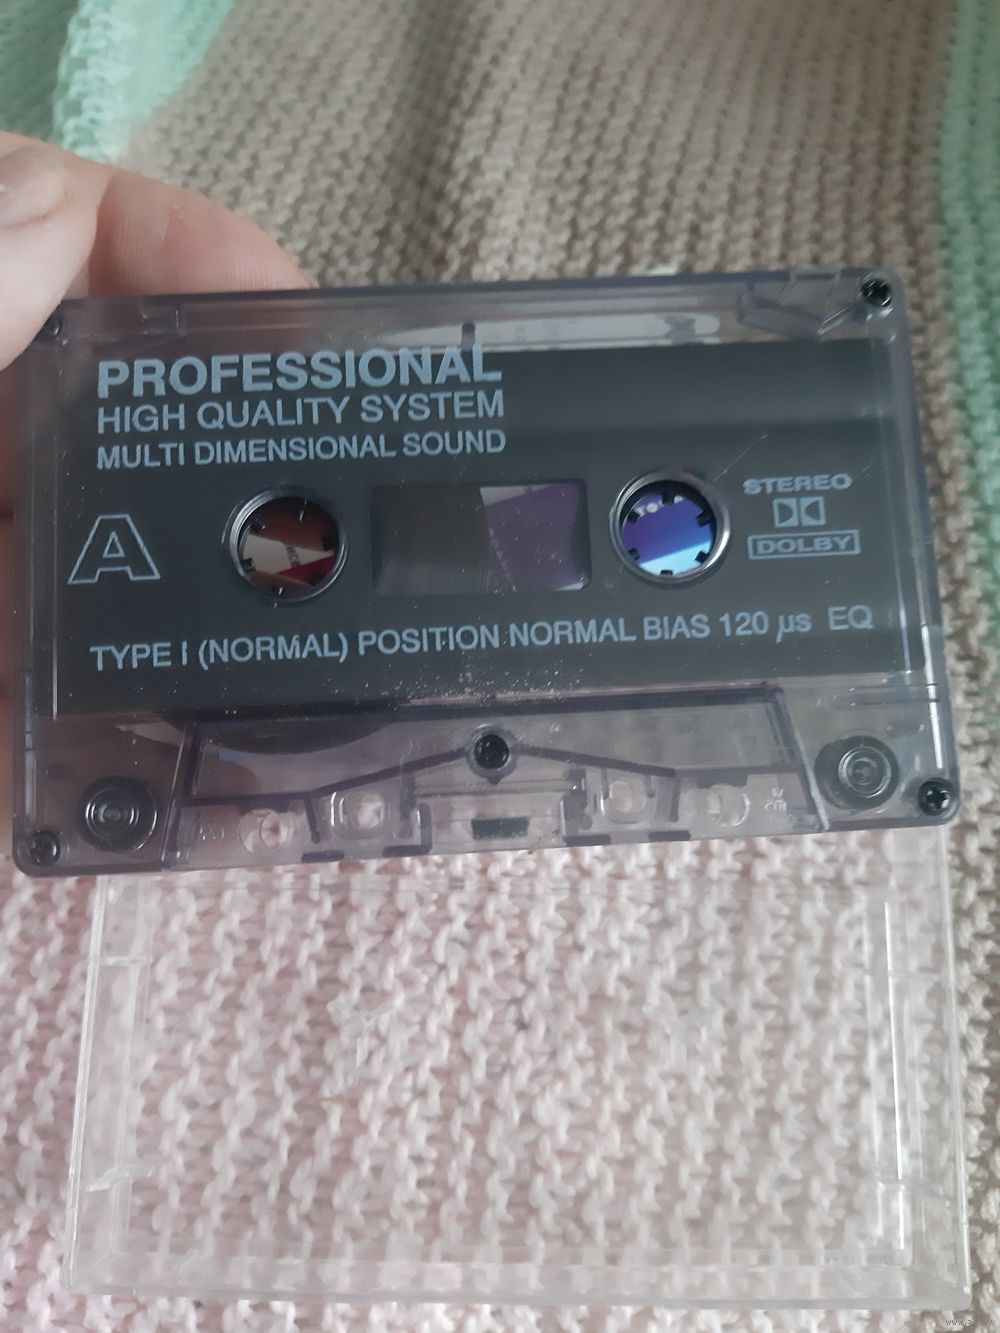 PROFESSIONAL
HIGH QUALITY SYSTEM
MULTI DIMENSIONAL SOUND
A
STEREO
DOLBY
TYPE I (NORMAL) POSITION NORMAL BIAS 120 µs EQ